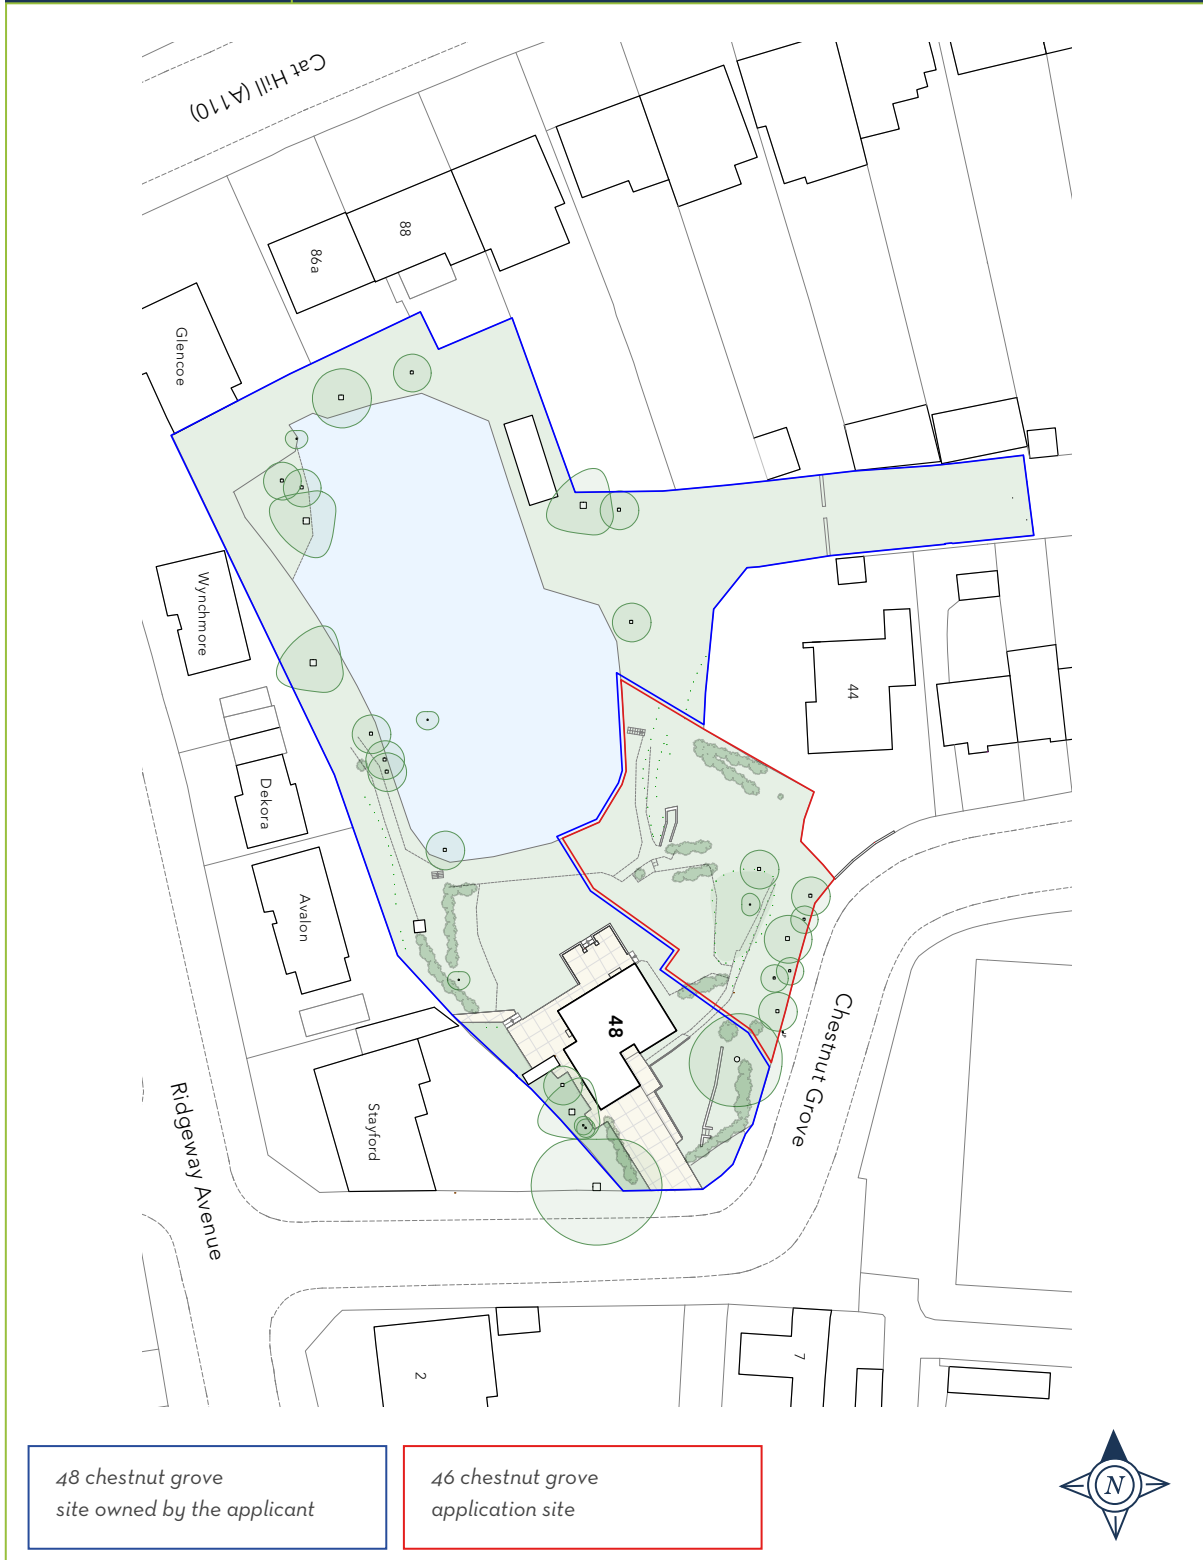 Cat Hill (A110)
88
86a
Glencoe
Wynchmore
44
Dekora
Avalon
48
Chestnut Grove
Stayford
Ridgeway Avenue
7
2
48 chestnut grove
site owned by the applicant
46 chestnut grove
application site
N